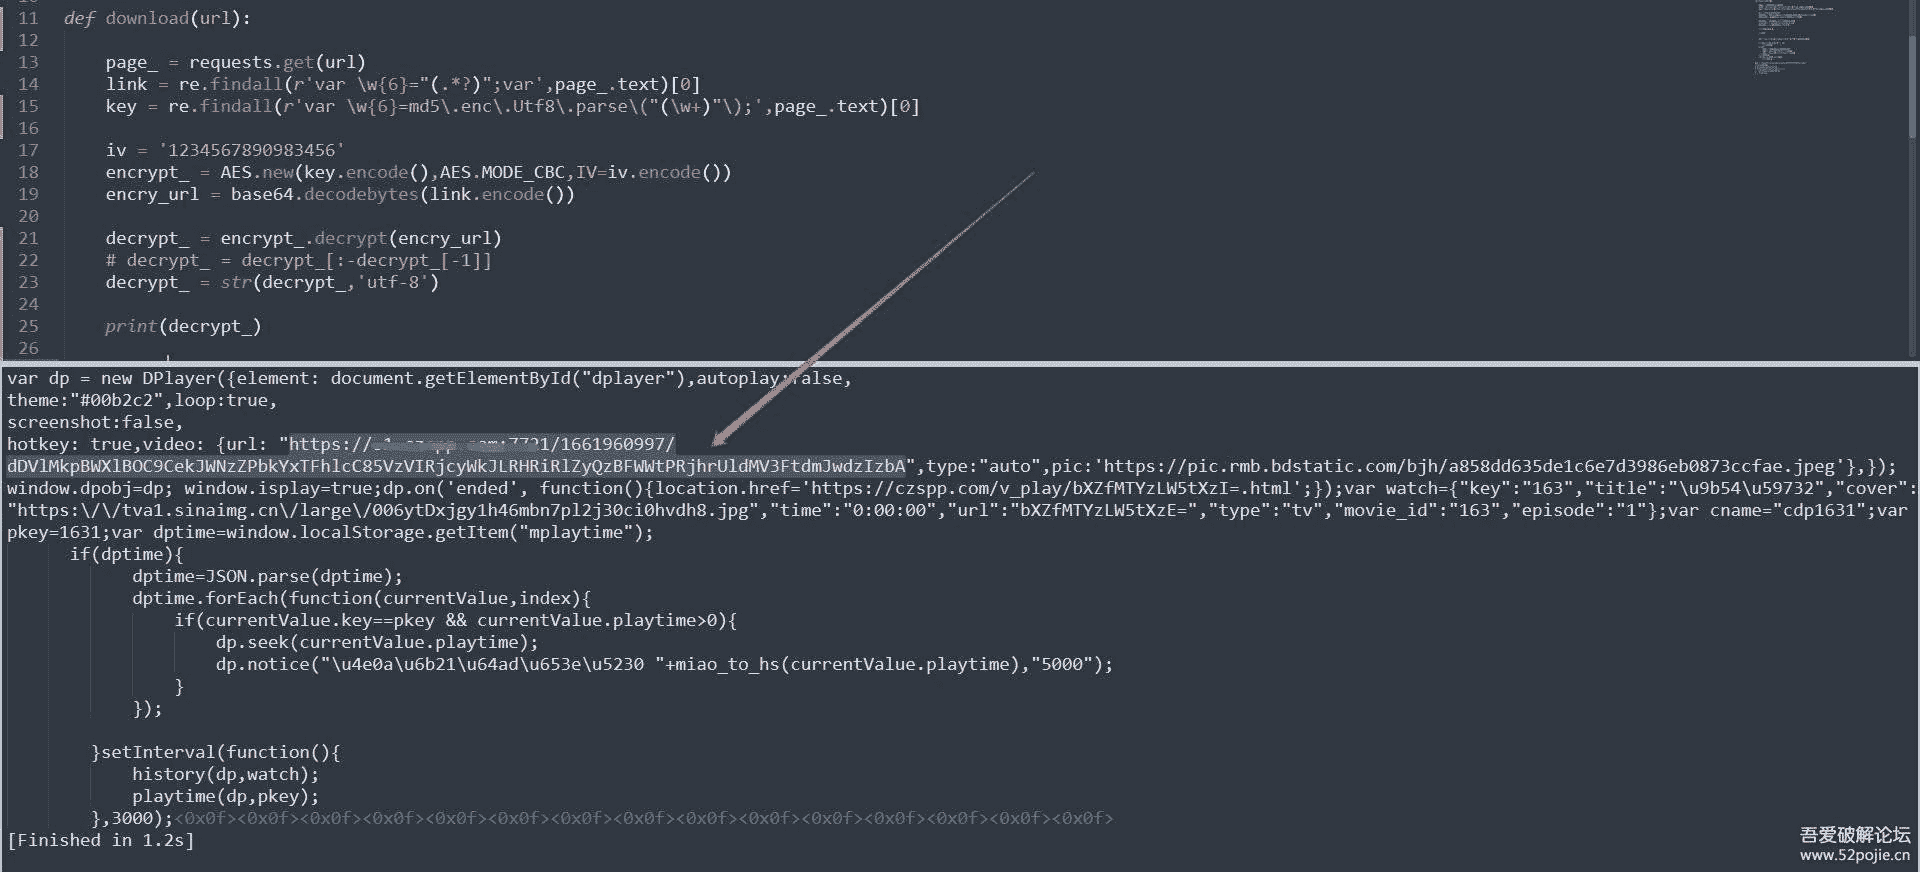 11 def download(url):
12
13 page_ = requests.get(url)
14 link = re.findall(r'var \w{6}="(.*?)";var',page_.text)[0]
15 key = re.findall(r'var \w{6}=md5\.enc\.Utf8\.parse\("(\w+)"\);',page_.text)[0]
16
17 iv = '1234567890983456'
18 encrypt_ = AES.new(key.encode(),AES.MODE_CBC,IV=iv.encode())
19 encry_url = base64.decodebytes(link.encode())
20
21 decrypt_ = encrypt_.decrypt(encry_url)
22 # decrypt_ = decrypt_[:-decrypt_[-1]]
23 decrypt_ = str(decrypt_,'utf-8')
24
25 print(decrypt_)
26
var dp = new DPlayer({element: document.getElementById("dplayer"),autoplay:false,
theme:"#00b2c2",loop:true,
screenshot:false,
hotkey: true,video: {url: "https:// /1661960997/
dDVlMkpBWXlBOC9CekJWNzZPbkYxTFhlcC85VzVIRjcyWkJLRHRiRlZyQzBFWWtPRjhrUldMV3FtdmJwdzIzbA",type:"auto",pic:'https://pic.rmb.bdstatic.com/bjh/a858dd635de1c6e7d3986eb0873ccfae.jpeg'},});
window.dpobj=dp; window.isplay=true;dp.on('ended', function(){location.href='https://czspp.com/v_play/bXZfMTYzLW5tXzI=.html';});var watch={"key":"163","title":"\u9b54\u59732","cover":
"https:\/\/tva1.sinaimg.cn\/large\/006ytDxjgy1h46mbn7pl2j30ci0hvdh8.jpg","time":"0:00:00","url":"bXZfMTYzLW5tXzE=","type":"tv","movie_id":"163","episode":"1"};var cname="cdp1631";var
pkey=1631;var dptime=window.localStorage.getItem("mplaytime");
if(dptime){
dptime=JSON.parse(dptime);
dptime.forEach(function(currentValue,index){
if(currentValue.key==pkey && currentValue.playtime>0){
dp.seek(currentValue.playtime);
dp.notice("\u4e0a\u6b21\u64ad\u653e\u5230 "+miao_to_hs(currentValue.playtime),"5000");
}
});
}setInterval(function(){
history(dp,watch);
playtime(dp,pkey);
},3000);<0x0f><0x0f><0x0f><0x0f><0x0f><0x0f><0x0f><0x0f><0x0f><0x0f><0x0f><0x0f><0x0f><0x0f><0x0f>
[Finished in 1.2s]
吾爱破解论坛
www.52pojie.cn